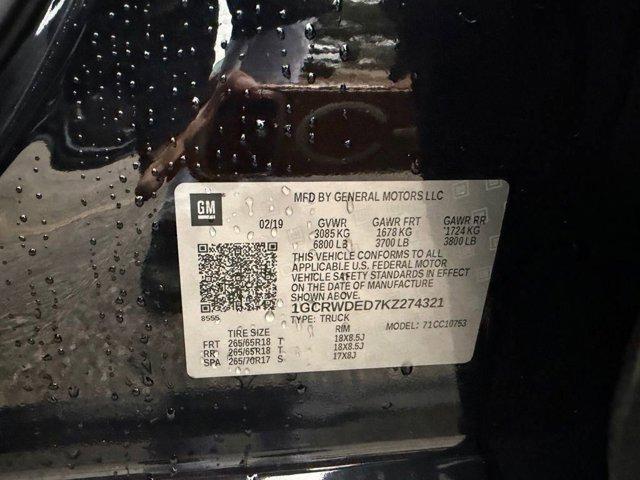 GM
MFD BY GENERAL MOTORS LLC
02/19 GVWR GAWR FRT GAWR RR
3085 KG 1678 KG 1724 KG
6800 LB 3700 LB 3800 LB
THIS VEHICLE CONFORMS TO ALL
APPLICABLE U.S. FEDERAL MOTOR
VEHICLE SAFETY STANDARDS IN EFFECT
ON THE DATE OF MANUFACTURE
SHOWN ABOVE.
1GCRWDED7KZ274321
8555 TYPE: TRUCK MODEL: 71CC10753
TIRE SIZE RIM
FRT 265/65R18 T 18X8.5J
RR 265/65R18 T 18X8.5J
SPA 265/70R17 S 17X8J